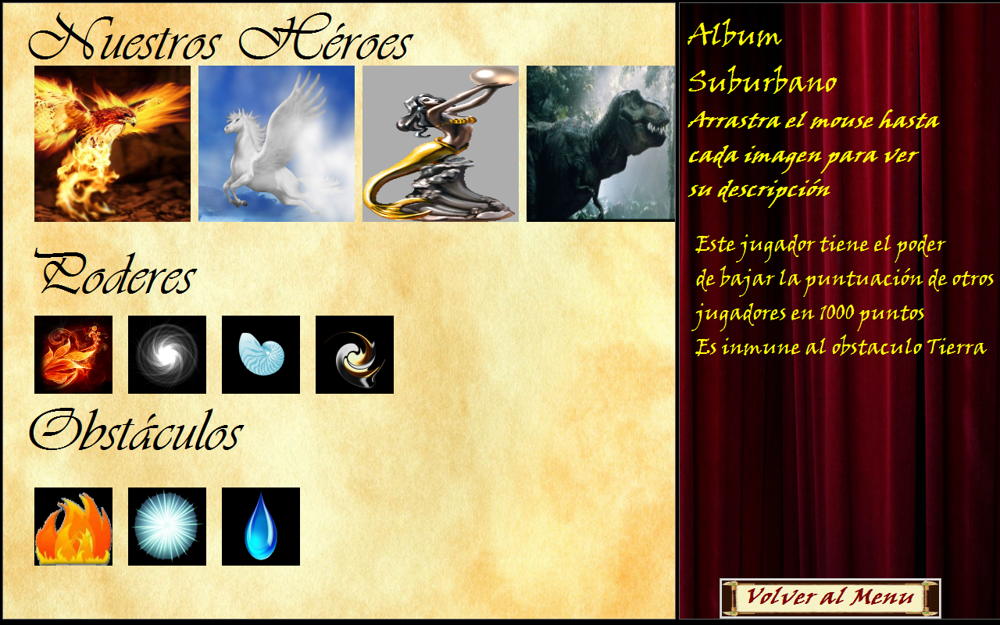 Nuestros Héroes
Poderes
Obstáculos
Album
Suburbano
Arrastra el mouse hasta
cada imagen para ver
su descripción
Este jugador tiene el poder
de bajar la puntuación de otros
jugadores en 1000 puntos
Es inmune al obstaculo Tierra
Volver al Menu